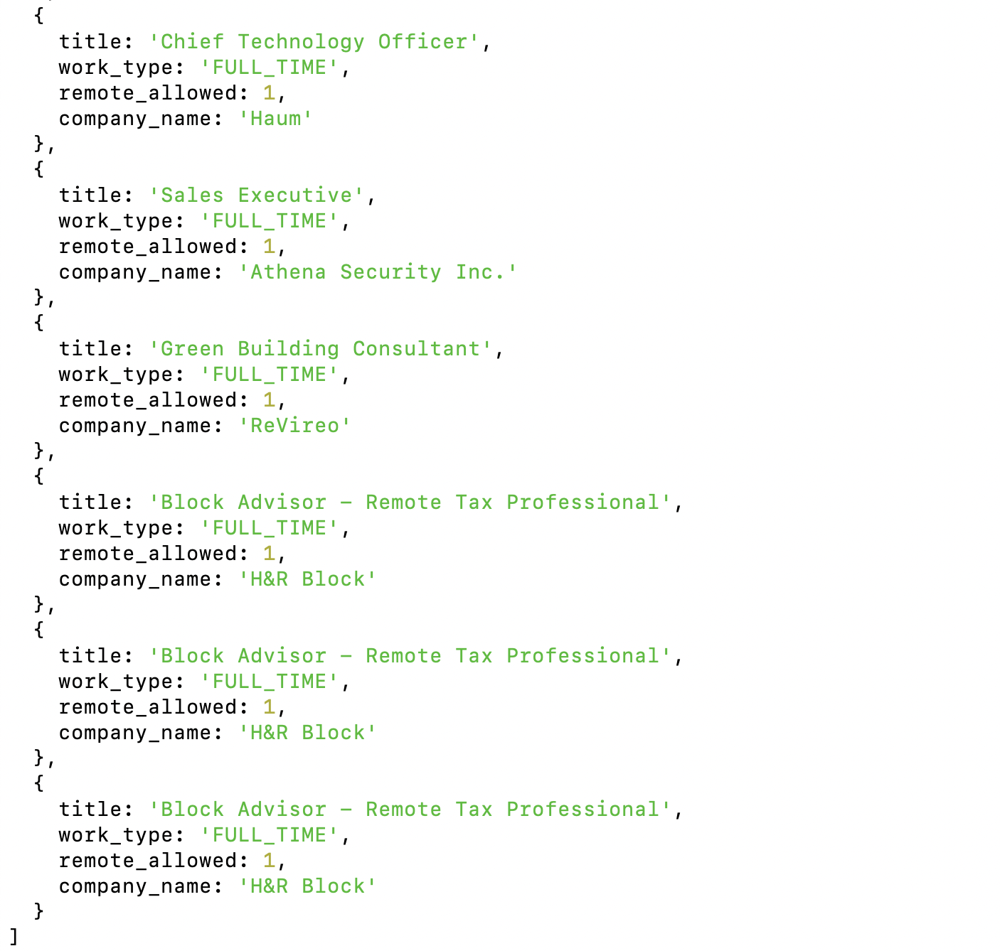 {
title: 'Chief Technology Officer',
work_type: 'FULL_TIME',
remote_allowed: 1,
company_name: 'Haum'
},
{
title: 'Sales Executive',
work_type: 'FULL_TIME',
remote_allowed: 1,
company_name: 'Athena Security Inc.'
},
{
title: 'Green Building Consultant',
work_type: 'FULL_TIME',
remote_allowed: 1,
company_name: 'ReVireo'
},
{
title: 'Block Advisor – Remote Tax Professional',
work_type: 'FULL_TIME',
remote_allowed: 1,
company_name: 'H&R Block'
},
{
title: 'Block Advisor – Remote Tax Professional',
work_type: 'FULL_TIME',
remote_allowed: 1,
company_name: 'H&R Block'
},
{
title: 'Block Advisor – Remote Tax Professional',
work_type: 'FULL_TIME',
remote_allowed: 1,
company_name: 'H&R Block'
}
]